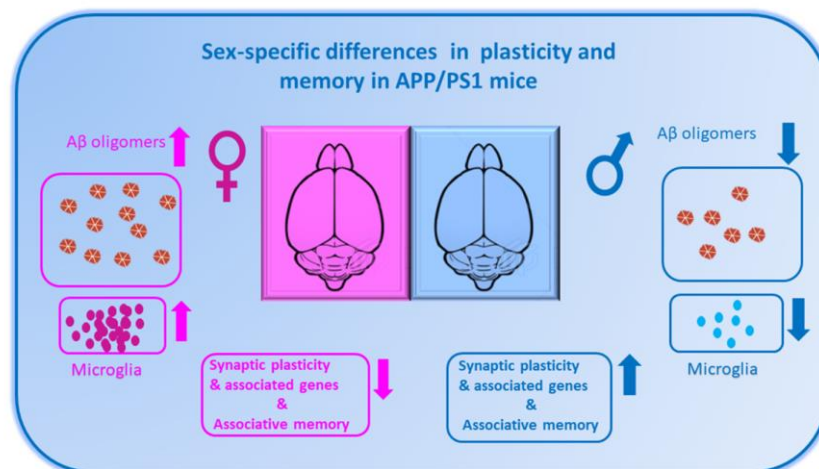 Sex-specific differences in plasticity and
memory in APP/PS1 mice
Aβ oligomers
Aβ oligomers
Microglia
Microglia
Synaptic plasticity
& associated genes
&
Associative memory
Synaptic plasticity
& associated genes
&
Associative memory